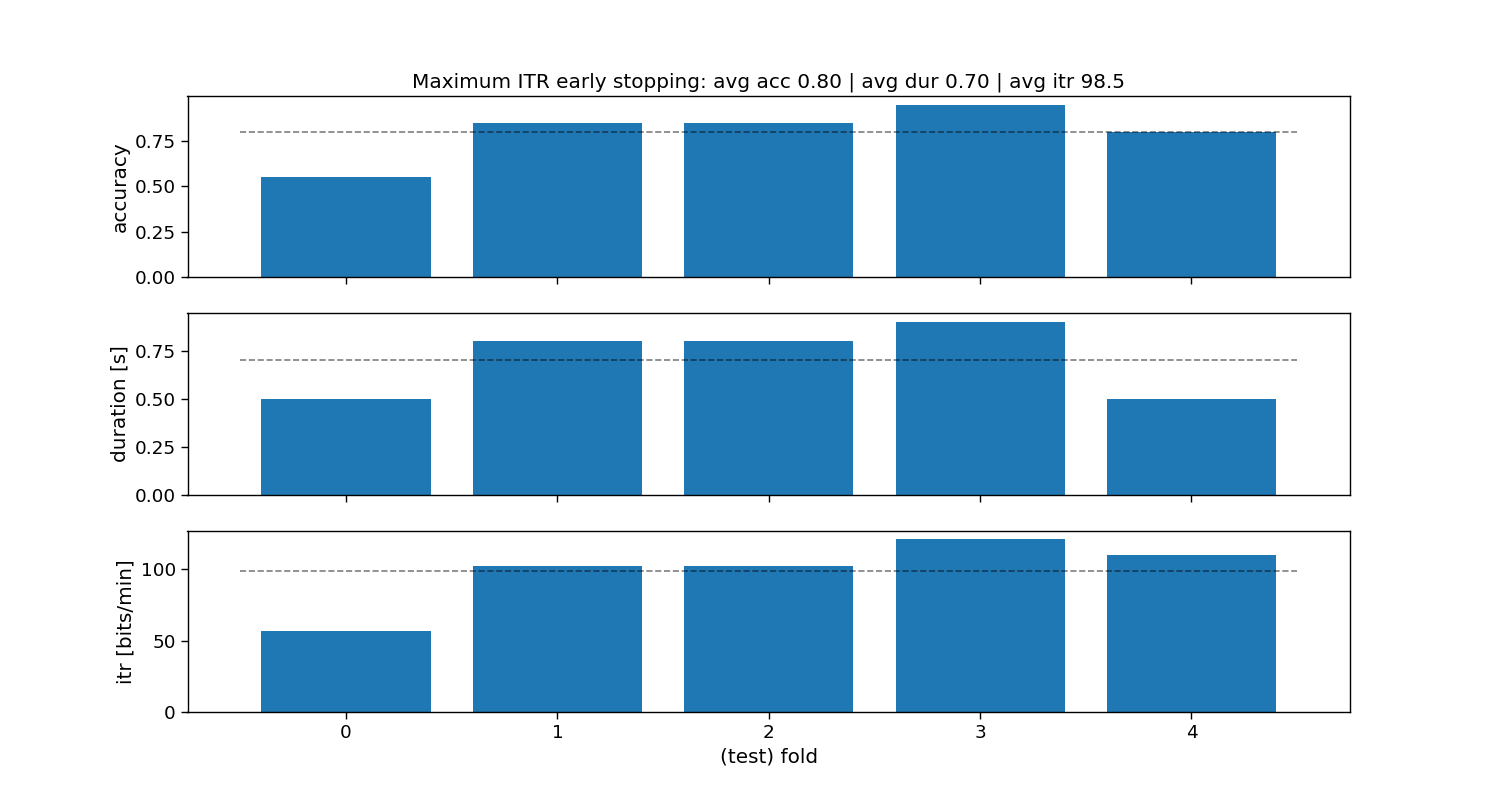 Maximum ITR early stopping: avg acc 0.80 | avg dur 0.70 | avg itr 98.5
accuracy
0.75
0.50
0.25
0.00
duration [s]
0.75
0.50
0.25
0.00
itr [bits/min]
100
50
0
0 1 2 3 4
(test) fold